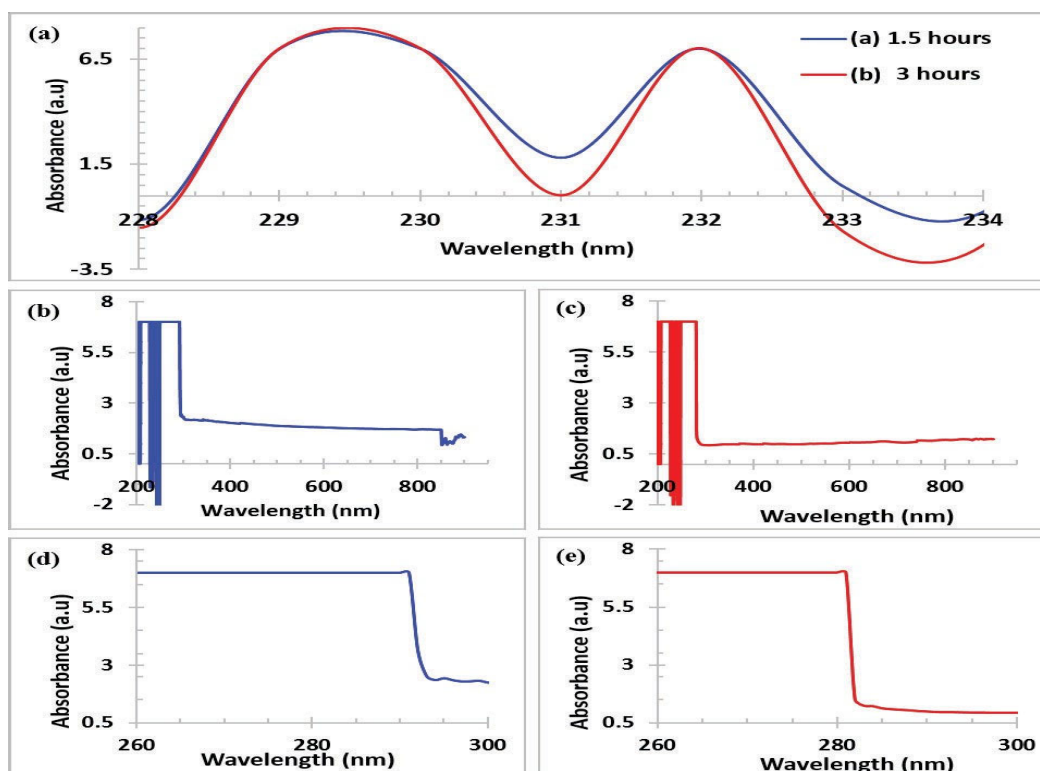 (a)
(a) 1.5 hours
(b) 3 hours
Absorbance (a.u)
6.5
1.5
-3.5
228 229 230 231 232 233 234
Wavelength (nm)
(b)
Absorbance (a.u)
8
5.5
3
0.5
-2
200 400 600 800
Wavelength (nm)
(c)
Absorbance (a.u)
8
5.5
3
0.5
-2
200 400 600 800
Wavelength (nm)
(d)
Absorbance (a.u)
8
5.5
3
0.5
260 280 300
Wavelength (nm)
(e)
Absorbance (a.u)
8
5.5
3
0.5
260 280 300
Wavelength (nm)